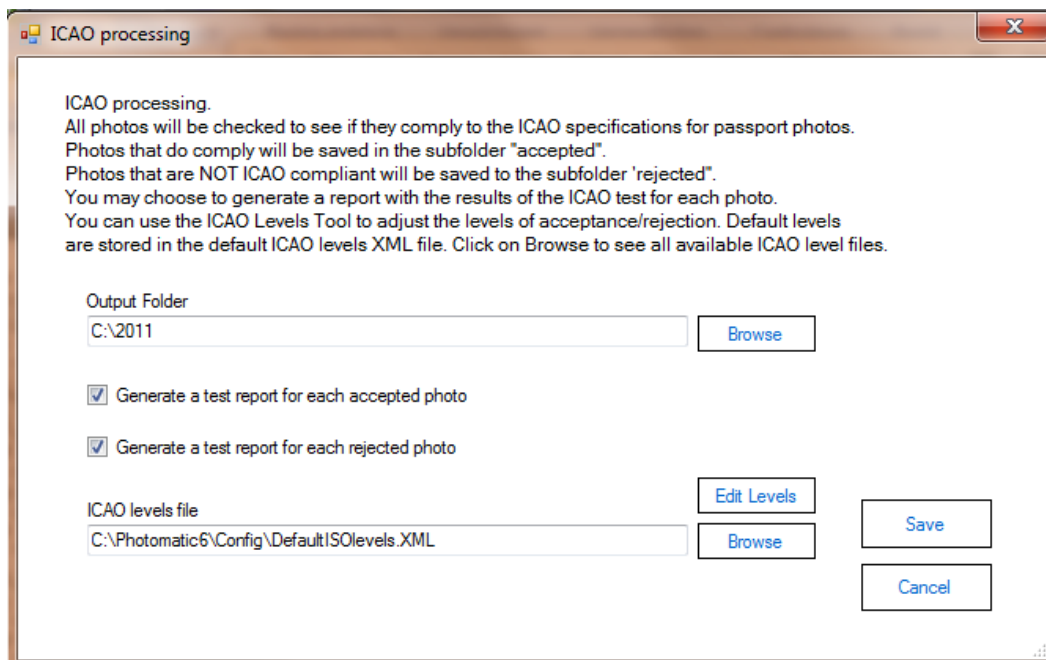 ICAO processing
ICAO processing.
All photos will be checked to see if they comply to the ICAO specifications for passport photos.
Photos that do comply will be saved in the subfolder "accepted".
Photos that are NOT ICAO compliant will be saved to the subfolder 'rejected".
You may choose to generate a report with the results of the ICAO test for each photo.
You can use the ICAO Levels Tool to adjust the levels of acceptance/rejection. Default levels
are stored in the default ICAO levels XML file. Click on Browse to see all available ICAO level files.
Output Folder
C:\2011
Browse
Generate a test report for each accepted photo
Generate a test report for each rejected photo
Edit Levels
ICAO levels file
C:\Photomatic6\Config\DefaultISOlevels.XML
Browse
Save
Cancel